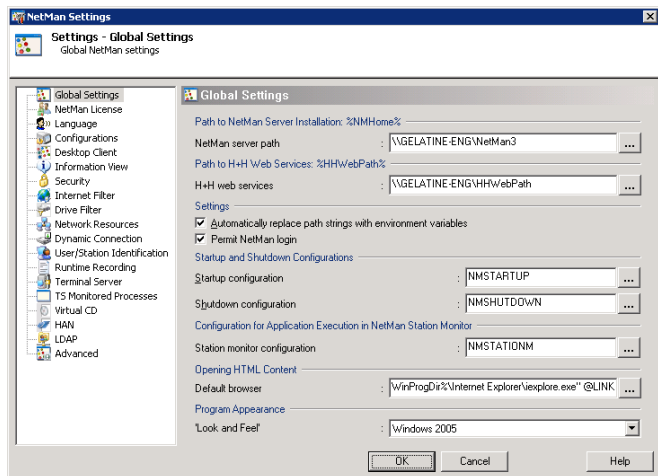 NetMan Settings
Settings - Global Settings
Global NetMan settings
Global Settings
NetMan License
Language
Configurations
Desktop Client
Information View
Security
Internet Filter
Drive Filter
Network Resources
Dynamic Connection
User/Station Identification
Runtime Recording
Terminal Server
TS Monitored Processes
Virtual CD
HAN
LDAP
Advanced
Global Settings
Path to NetMan Server Installation: %NMHome%
NetMan server path : \\GELATINE-ENG\NetMan3 ...
Path to H+H Web Services: %HHWebPath%
H+H web services : \\GELATINE-ENG\HHWebPath ...
Settings
Automatically replace path strings with environment variables
Permit NetMan login
Startup and Shutdown Configurations
Startup configuration : NMSTARTUP ...
Shutdown configuration : NMSHUTDOWN ...
Configuration for Application Execution in NetMan Station Monitor
Station monitor configuration : NMSTATIONM ...
Opening HTML Content
Default browser : WinProgDir%\Internet Explorer\iexplore.exe" @LINK ...
Program Appearance
'Look and Feel' : Windows 2005
OK Cancel Help